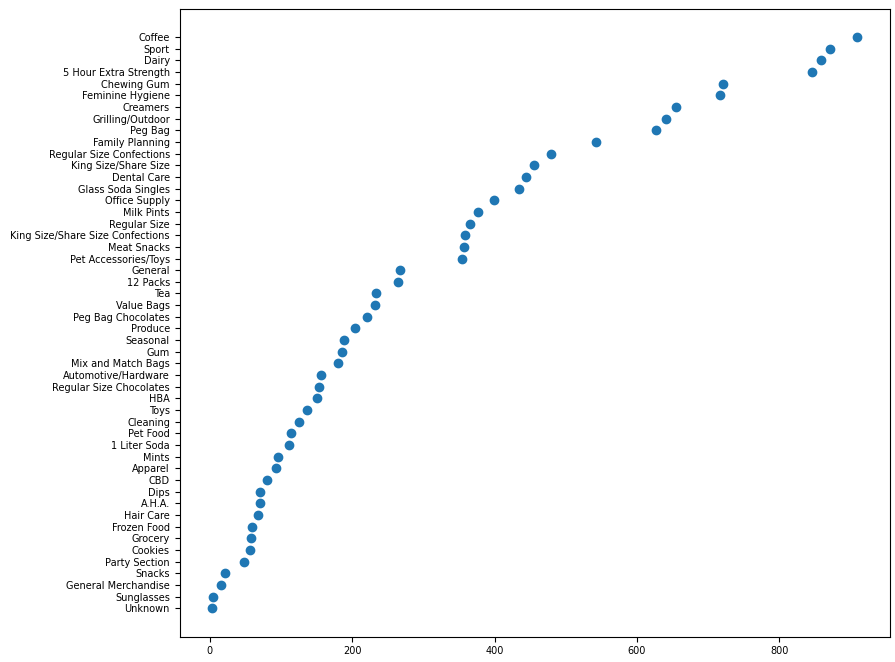 Coffee
Sport
Dairy
5 Hour Extra Strength
Chewing Gum
Feminine Hygiene
Creamers
Grilling/Outdoor
Peg Bag
Family Planning
Regular Size Confections
King Size/Share Size
Dental Care
Glass Soda Singles
Office Supply
Milk Pints
Regular Size
King Size/Share Size Confections
Meat Snacks
Pet Accessories/Toys
General
12 Packs
Tea
Value Bags
Peg Bag Chocolates
Produce
Seasonal
Gum
Mix and Match Bags
Automotive/Hardware
Regular Size Chocolates
HBA
Toys
Cleaning
Pet Food
1 Liter Soda
Mints
Apparel
CBD
Dips
A.H.A.
Hair Care
Frozen Food
Grocery
Cookies
Party Section
Snacks
General Merchandise
Sunglasses
Unknown
0 200 400 600 800